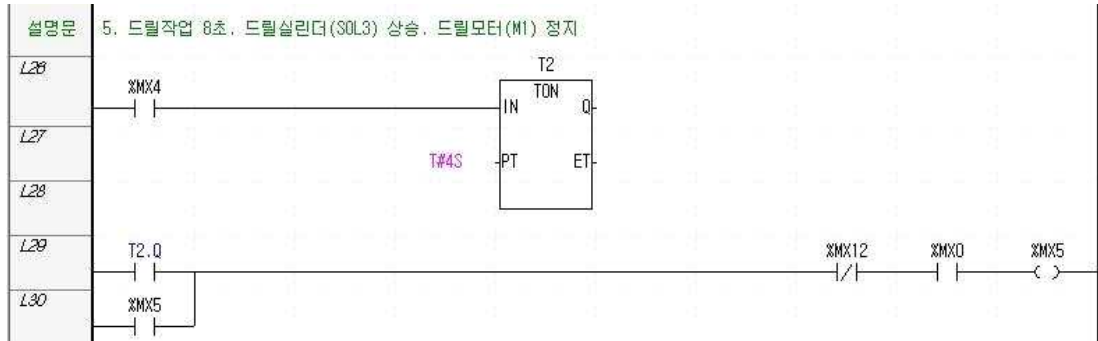 설명문 5. 드릴작업 8초, 드릴실린더(SOL3) 상승, 드릴모터(M1) 정지
L26 T2
%MX4 TON
IN Q
L27
T#4S PT ET
L28
L29 T2.Q %MX12 %MX0 %MX5
L30 %MX5